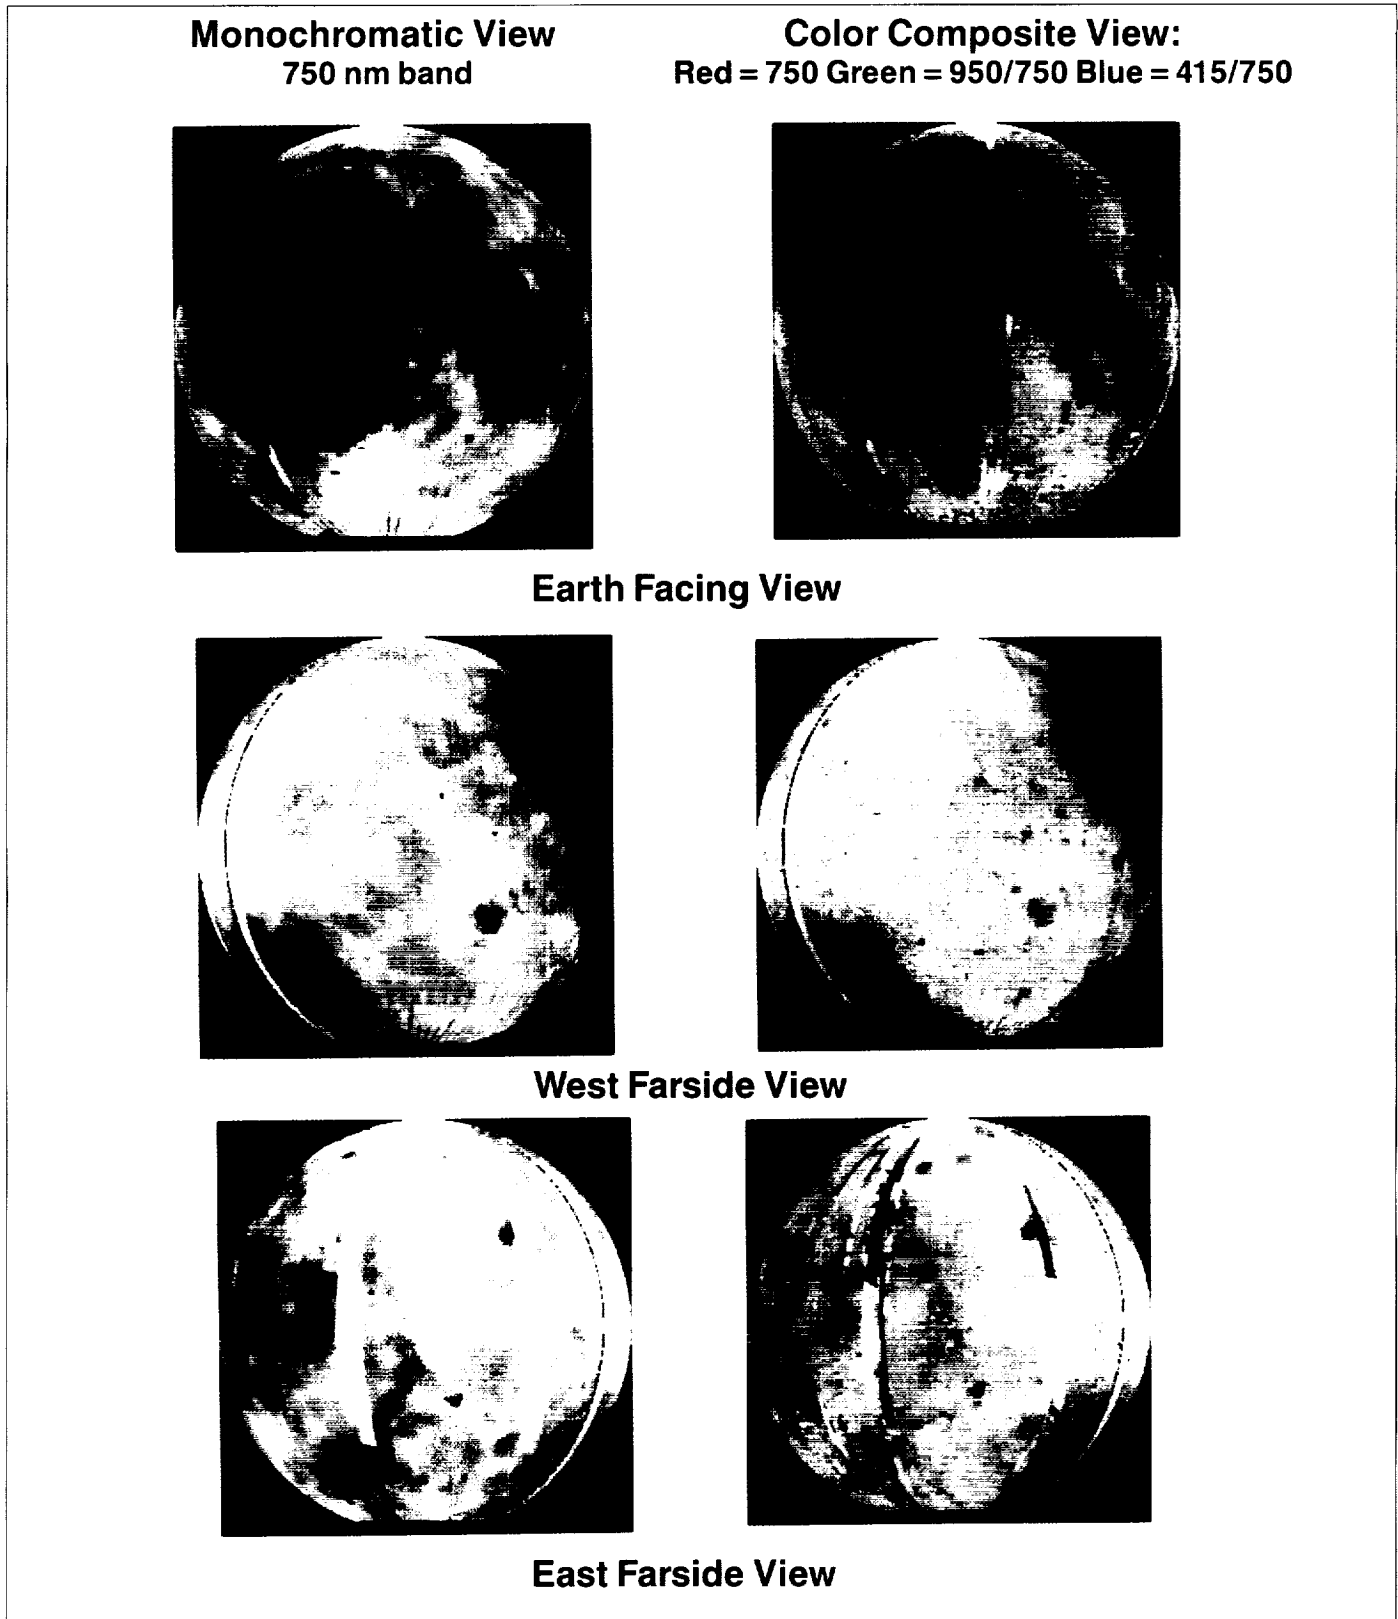 Monochromatic View
750 nm band
Color Composite View:
Red = 750 Green = 950/750 Blue = 415/750
Earth Facing View
West Farside View
East Farside View